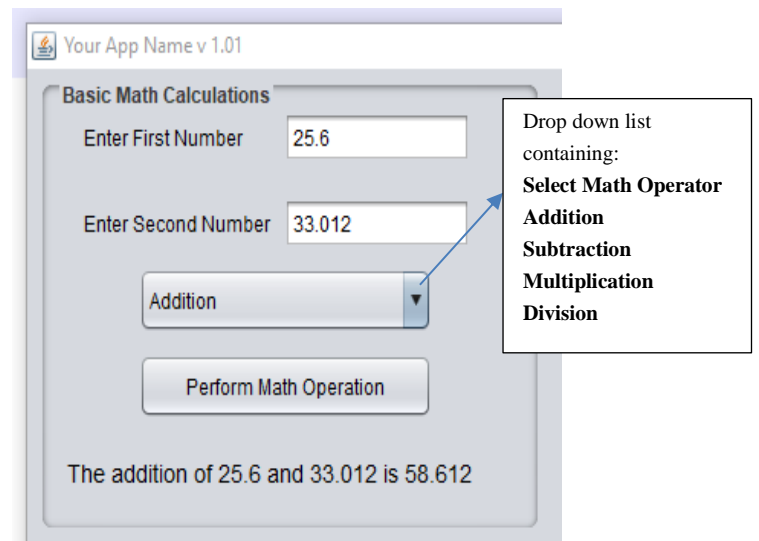 Your App Name v 1.01
Basic Math Calculations
Enter First Number
25.6
Enter Second Number
33.012
Addition
Perform Math Operation
The addition of 25.6 and 33.012 is 58.612
Drop down list
containing:
Select Math Operator
Addition
Subtraction
Multiplication
Division